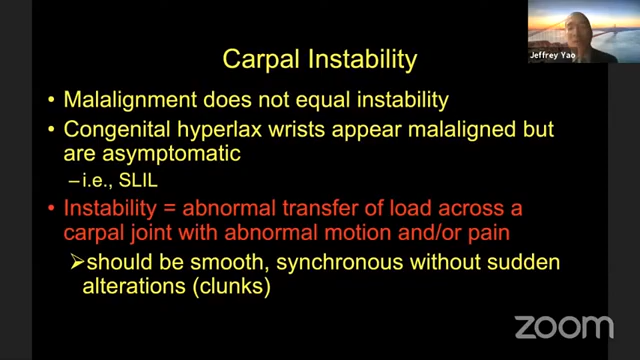 Jeffrey Yao
Carpal Instability
• Malalignment does not equal instability
• Congenital hyperlax wrists appear malaligned but
are asymptomatic
–i.e., SLIL
• Instability = abnormal transfer of load across a
carpal joint with abnormal motion and/or pain
➢should be smooth, synchronous without sudden
alterations (clunks)
zoom